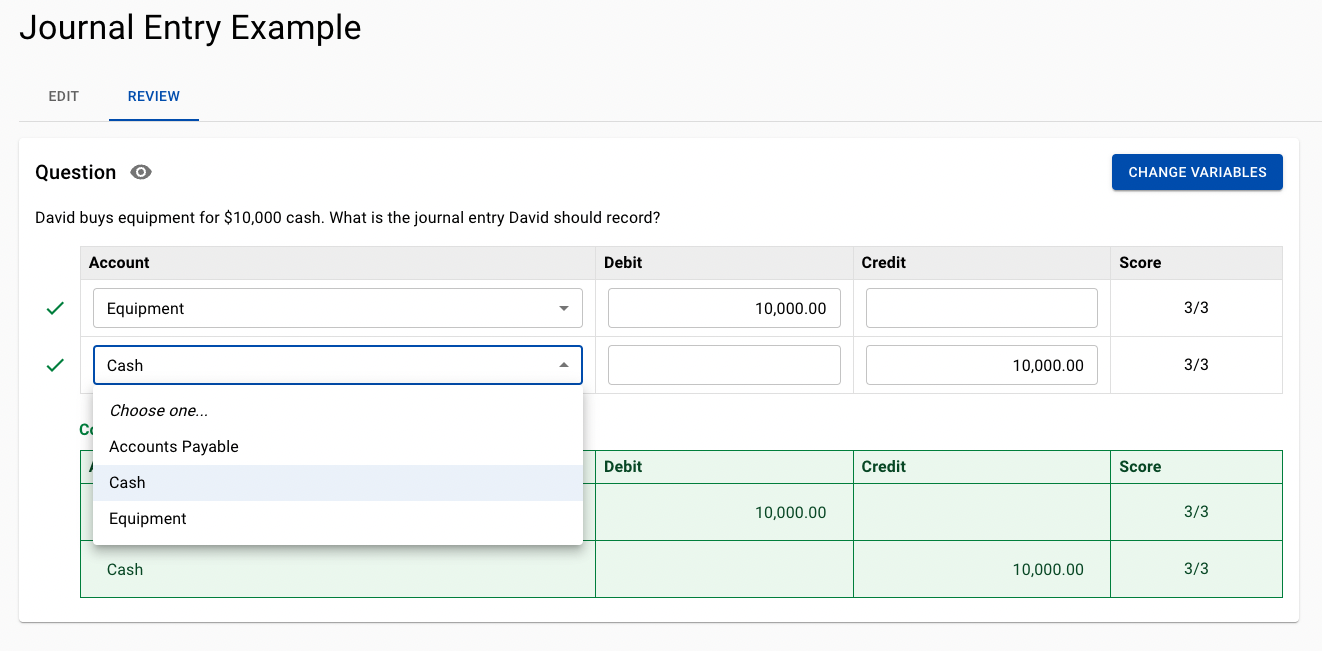 Journal Entry Example
EDIT REVIEW
Question CHANGE VARIABLES
David buys equipment for $10,000 cash. What is the journal entry David should record?
Account Debit Credit Score
Equipment 10,000.00 3/3
Cash 10,000.00 3/3
Choose one...
Accounts Payable
Cash
Equipment
Debit Credit Score
10,000.00 3/3
Cash 10,000.00 3/3